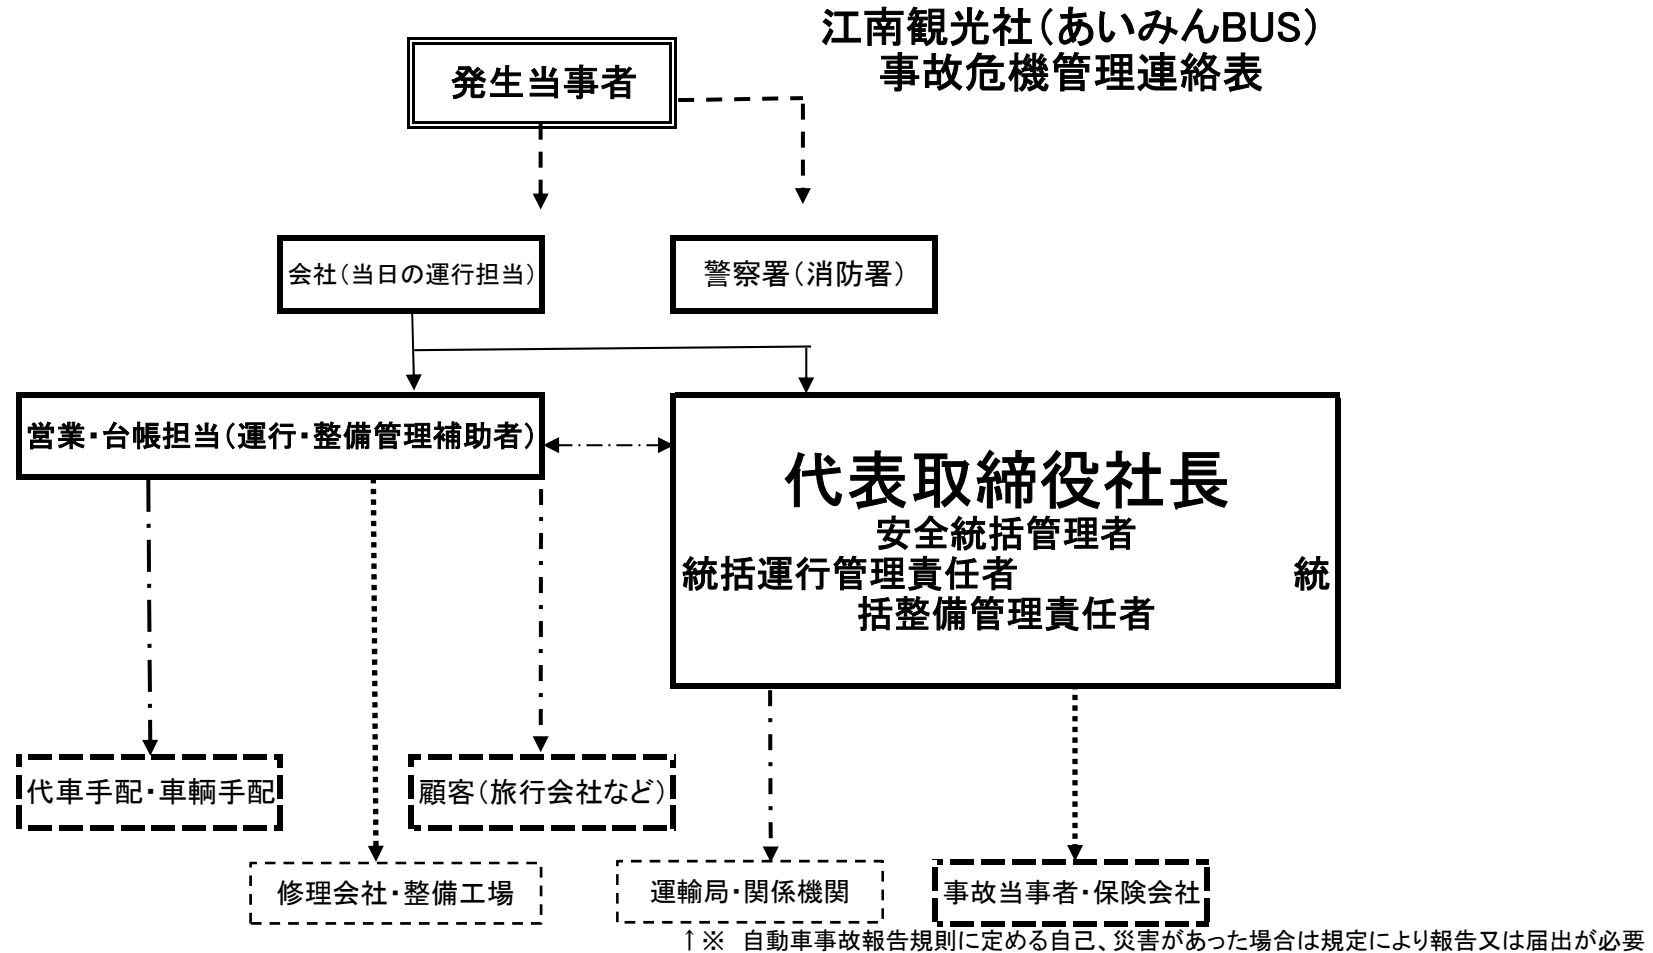 江南観光社（あいみんBUS）
事故危機管理連絡表
発生当事者
会社（当日の運行担当）
警察署（消防署）
営業・台帳担当（運行・整備管理補助者）
代表取締役社長
安全統括管理者
統括運行管理責任者　　　　　　　統
括整備管理責任者
代車手配・車輌手配
顧客（旅行会社など）
修理会社・整備工場
運輸局・関係機関
事故当事者・保険会社
↑※　自動車事故報告規則に定める自己、災害があった場合は規定により報告又は届出が必要